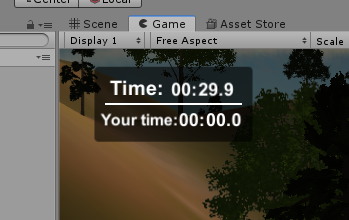 Center Local
Scene Game Asset Store
Display 1 Free Aspect Scale
Time: 00:29.9
Your time:00:00.0